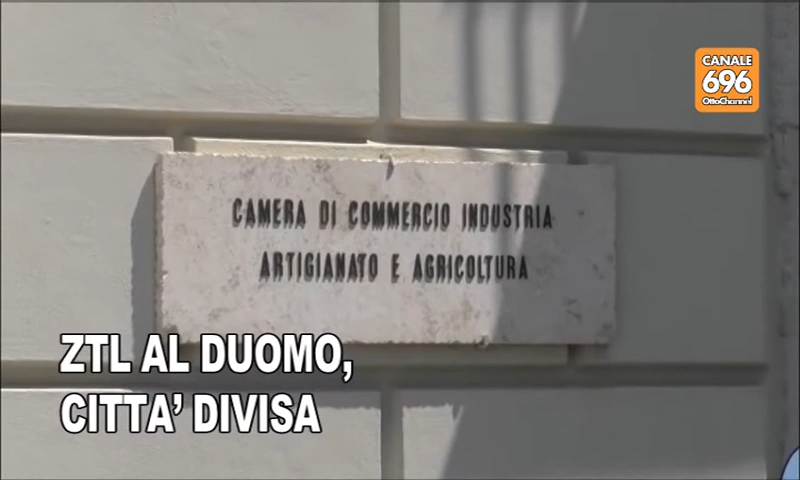 CANALE
696
OttoChannel
CAMERA DI COMMERCIO INDUSTRIA
ARTIGIANATO E AGRICOLTURA
ZTL AL DUOMO,
CITTA' DIVISA